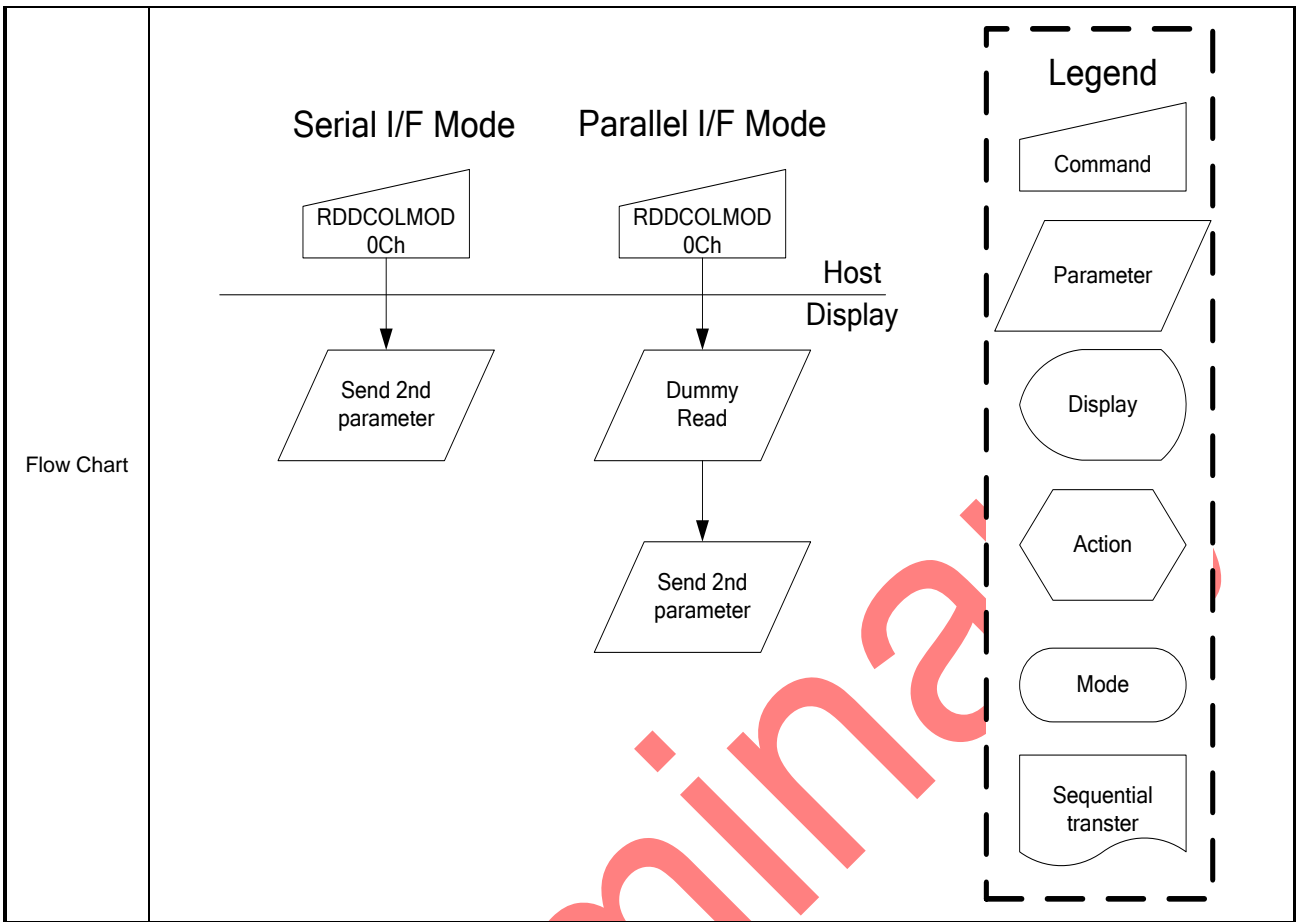 Flow Chart
Serial I/F Mode
Parallel I/F Mode
RDDCOLMOD
0Ch
RDDCOLMOD
0Ch
Host
Display
Send 2nd
parameter
Dummy
Read
Send 2nd
parameter
Legend
Command
Parameter
Display
Action
Mode
Sequential
transter